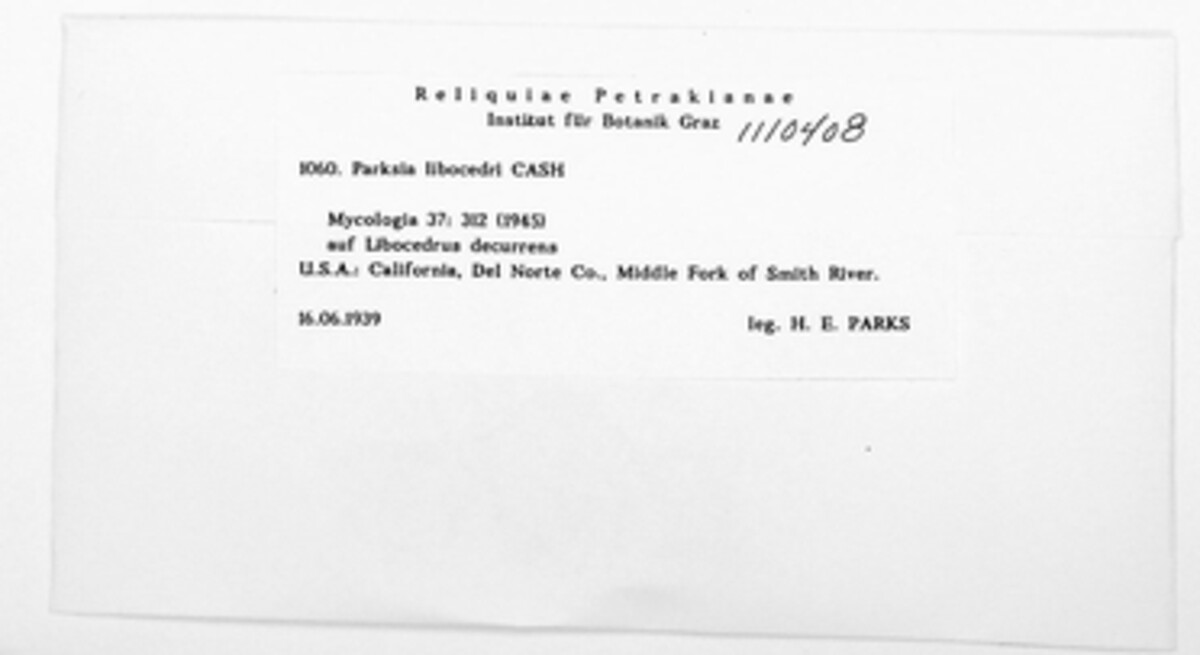 Reliquiae Petrakianae
Institut für Botanik Graz 11110408
1060. Parksia libocedri CASH
Mycologia 37: 312 (1945)
auf Libocedrus decurrens
U.S.A.: California, Del Norte Co., Middle Fork of Smith River.
16.06.1939 leg. H. E. PARKS